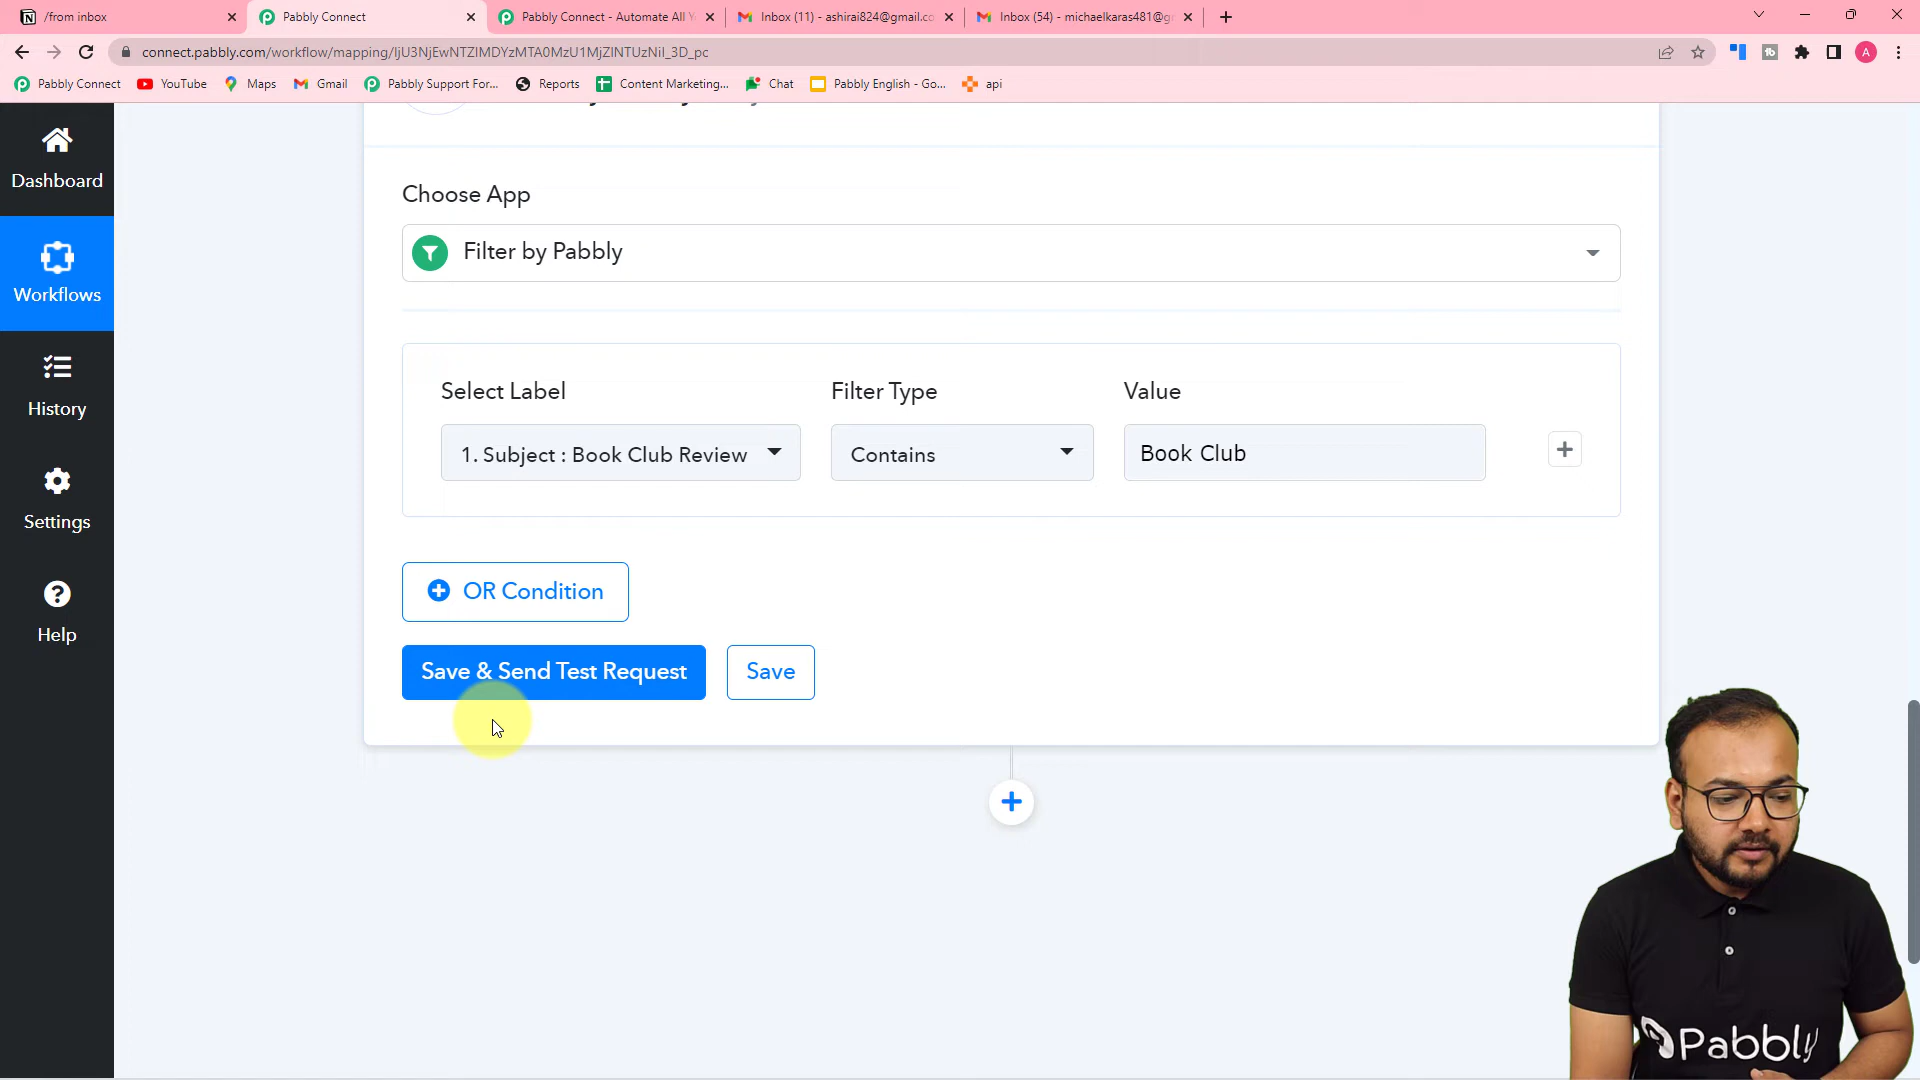 /from inbox
Pabbly Connect
Pabbly Connect - Automate All Y
Inbox (11) - ashirai824@gmail.co
Inbox (54) - michaelkaras481@g
connect.pabbly.com/workflow/mapping/IjU3NjEwNTZlMDYzMTA0MzU1MjZlNTUzNiI_3D_pc
A
Pabbly Connect
YouTube
Maps
Gmail
Pabbly Support For...
Reports
Content Marketing...
Chat
Pabbly English - Go...
api
Dashboard
Workflows
History
Settings
Help
Choose App
Filter by Pabbly
Select Label
Filter Type
Value
1. Subject : Book Club Review
Contains
Book Club
OR Condition
Save & Send Test Request
Save
Pabbly